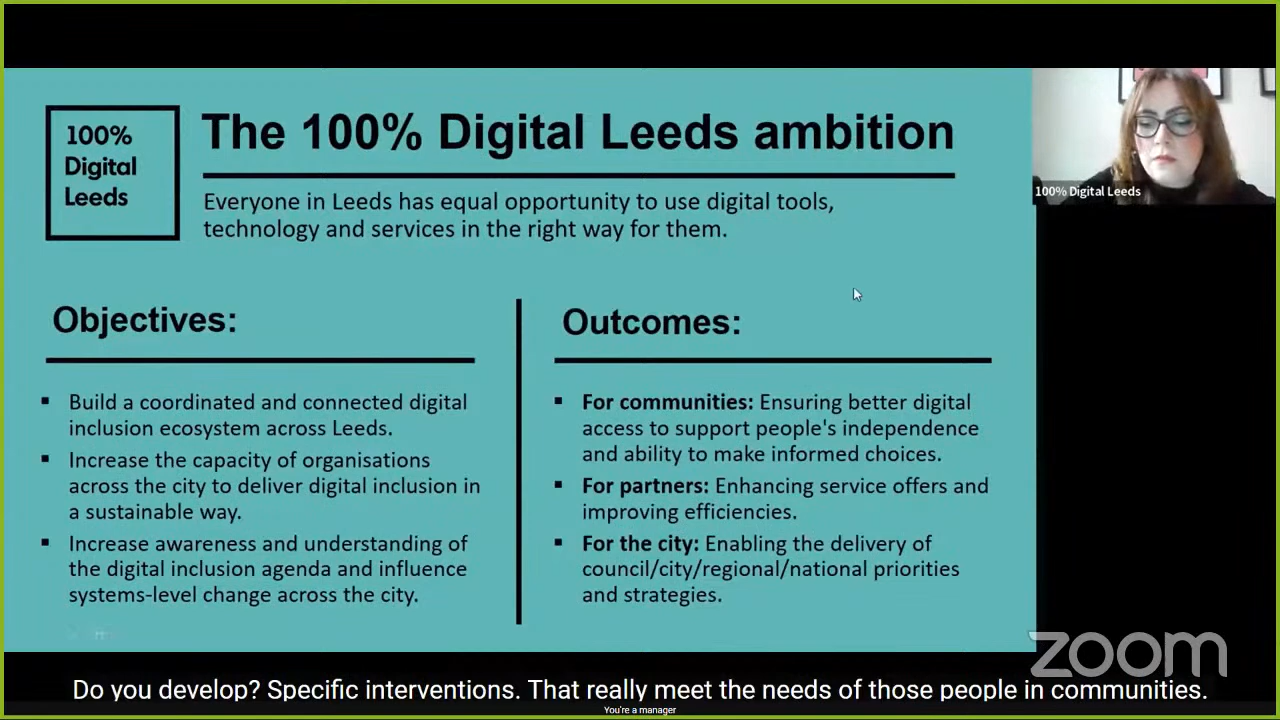 100%
Digital
Leeds
The 100% Digital Leeds ambition
Everyone in Leeds has equal opportunity to use digital tools,
technology and services in the right way for them.
100% Digital Leeds
Objectives:
▪ Build a coordinated and connected digital
inclusion ecosystem across Leeds.
▪ Increase the capacity of organisations
across the city to deliver digital inclusion in
a sustainable way.
▪ Increase awareness and understanding of
the digital inclusion agenda and influence
systems-level change across the city.
Outcomes:
▪ For communities: Ensuring better digital
access to support people's independence
and ability to make informed choices.
▪ For partners: Enhancing service offers and
improving efficiencies.
▪ For the city: Enabling the delivery of
council/city/regional/national priorities
and strategies.
zoom
Do you develop? Specific interventions. That really meet the needs of those people in communities.
You're a manager